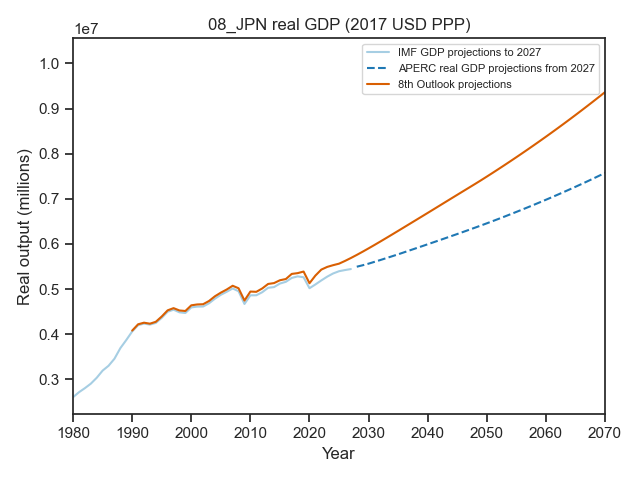 08_JPN real GDP (2017 USD PPP)
1e7
IMF GDP projections to 2027
APERC real GDP projections from 2027
8th Outlook projections
1.0
0.9
0.8
0.7
0.6
0.5
0.4
0.3
Real output (millions)
1980 1990 2000 2010 2020 2030 2040 2050 2060 2070
Year